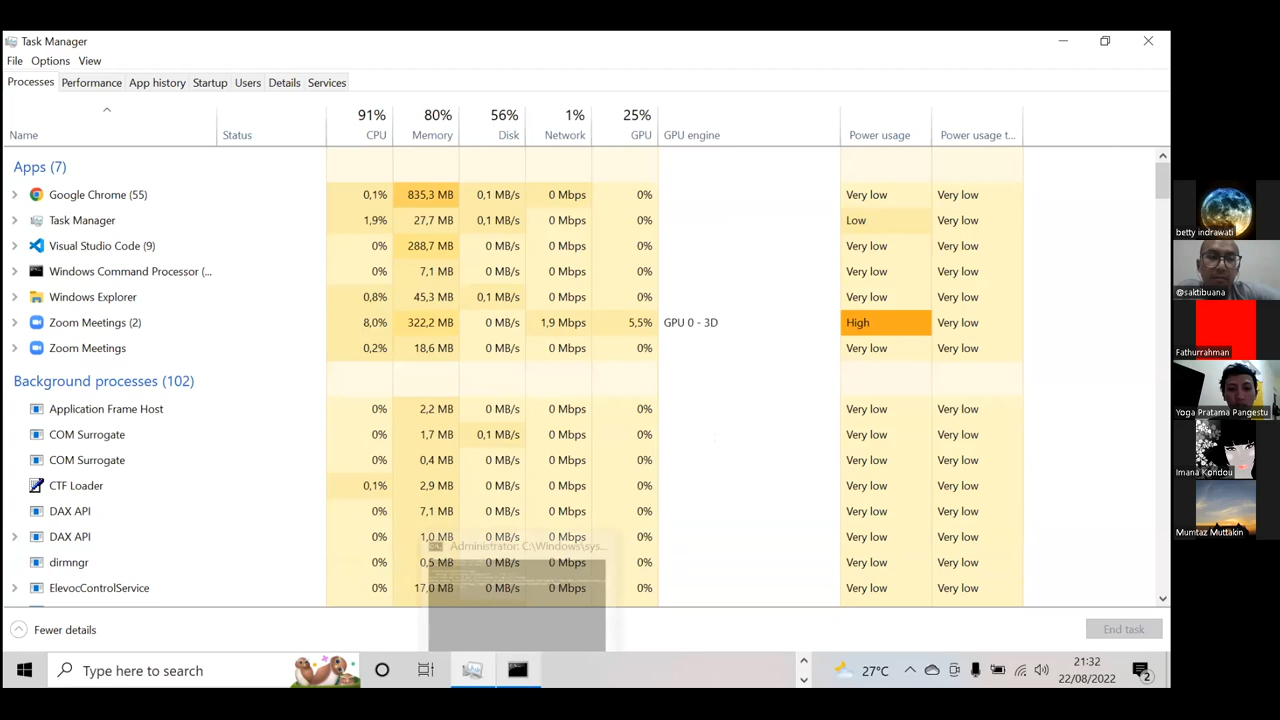 Task Manager
File Options View
Processes Performance App history Startup Users Details Services
91% 80% 56% 1% 25%
Name Status CPU Memory Disk Network GPU GPU engine Power usage Power usage t...
Apps (7)
Google Chrome (55) 0,1% 835,3 MB 0,1 MB/s 0 Mbps 0% Very low Very low
Task Manager 1,9% 27,7 MB 0,1 MB/s 0 Mbps 0% Low Very low
Visual Studio Code (9) 0% 288,7 MB 0 MB/s 0 Mbps 0% Very low Very low
Windows Command Processor (... 0% 7,1 MB 0 MB/s 0 Mbps 0% Very low Very low
Windows Explorer 0,8% 45,3 MB 0,1 MB/s 0 Mbps 0% Very low Very low
Zoom Meetings (2) 8,0% 322,2 MB 0 MB/s 1,9 Mbps 5,5% GPU 0 - 3D High Very low
Zoom Meetings 0,2% 18,6 MB 0 MB/s 0 Mbps 0% Very low Very low
Background processes (102)
Application Frame Host 0% 2,2 MB 0 MB/s 0 Mbps 0% Very low Very low
COM Surrogate 0% 1,7 MB 0,1 MB/s 0 Mbps 0% Very low Very low
COM Surrogate 0% 0,4 MB 0 MB/s 0 Mbps 0% Very low Very low
CTF Loader 0,1% 2,9 MB 0 MB/s 0 Mbps 0% Very low Very low
DAX API 0% 7,1 MB 0 MB/s 0 Mbps 0% Very low Very low
DAX API 0% 1,0 MB 0 MB/s 0 Mbps 0% Very low Very low
Administrator: C:\Windows\sys...
dirmngr 0% 0,5 MB 0 MB/s 0 Mbps 0% Very low Very low
ElevocControlService 0% 17,0 MB 0 MB/s 0 Mbps 0% Very low Very low
Fewer details End task
Type here to search 27°C 21:32
22/08/2022 2
betty indrawati
@saktibuana
Fathurrahman
Yoga Pratama Pangestu
Imana Kondou
Mumtaz Muttakin